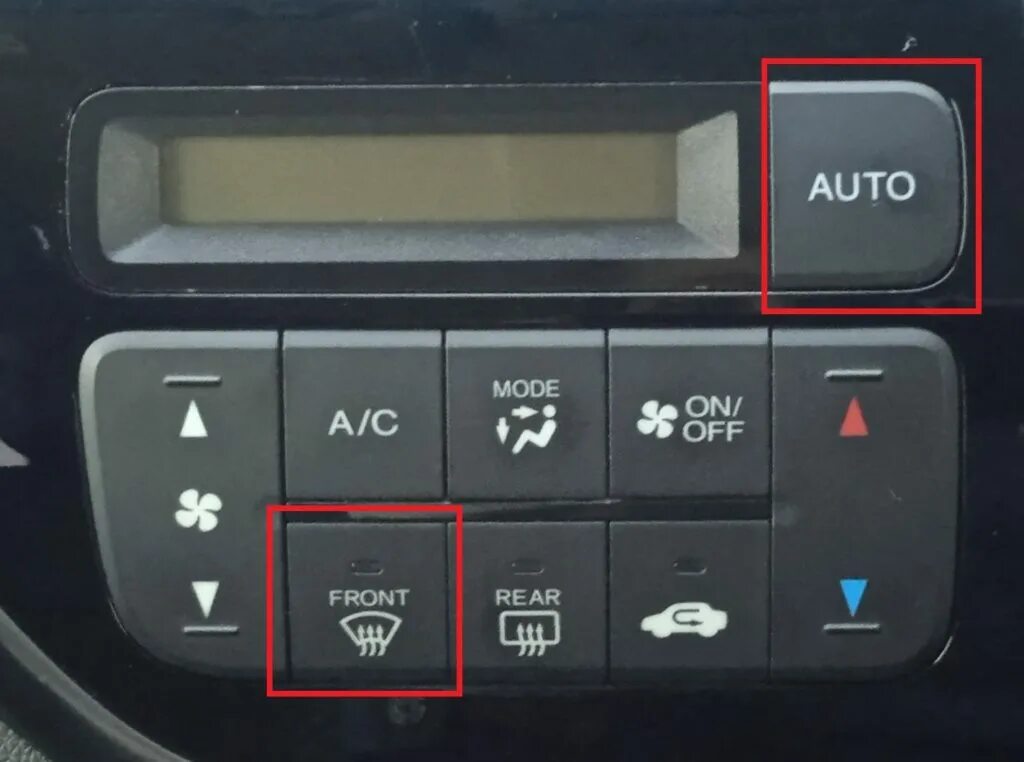 AUTO
A/C
MODE
ON/
OFF
FRONT
REAR